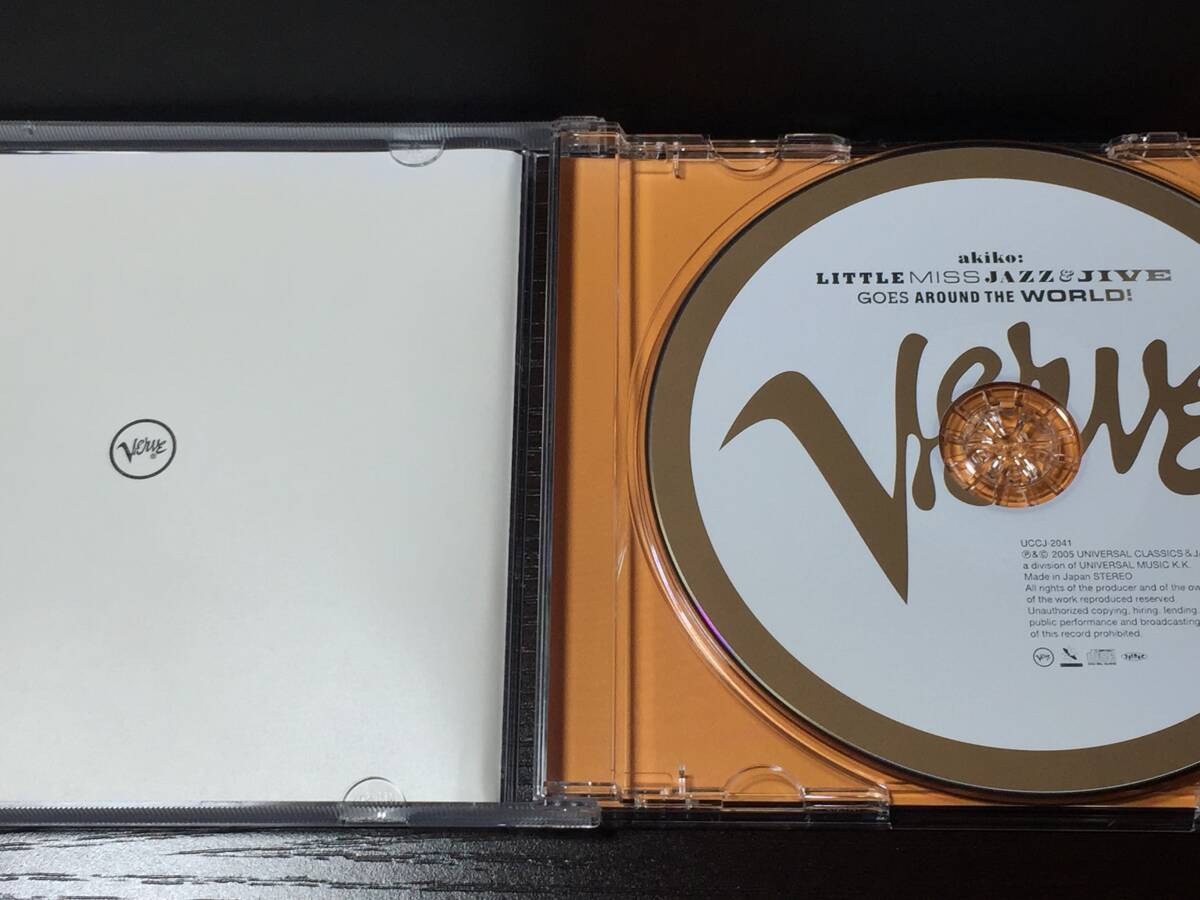 Verve
akiko:
LITTLE MISS JAZZ & JIVE
GOES AROUND THE WORLD!
Verve
UCCJ-2041
℗&© 2005 UNIVERSAL CLASSICS & JA
a division of UNIVERSAL MUSIC K.K.
Made in Japan STEREO
All rights of the producer and of the ow
of the work reproduced reserved
Unauthorized copying, hiring, lending,
public performance and broadcasting
of this record prohibited.
Verve